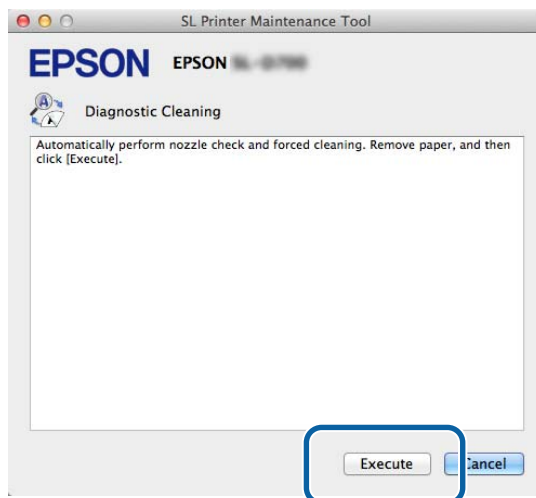 SL Printer Maintenance Tool
EPSON EPSON
A
Diagnostic Cleaning
Automatically perform nozzle check and forced cleaning. Remove paper, and then
click [Execute].
Execute Cancel